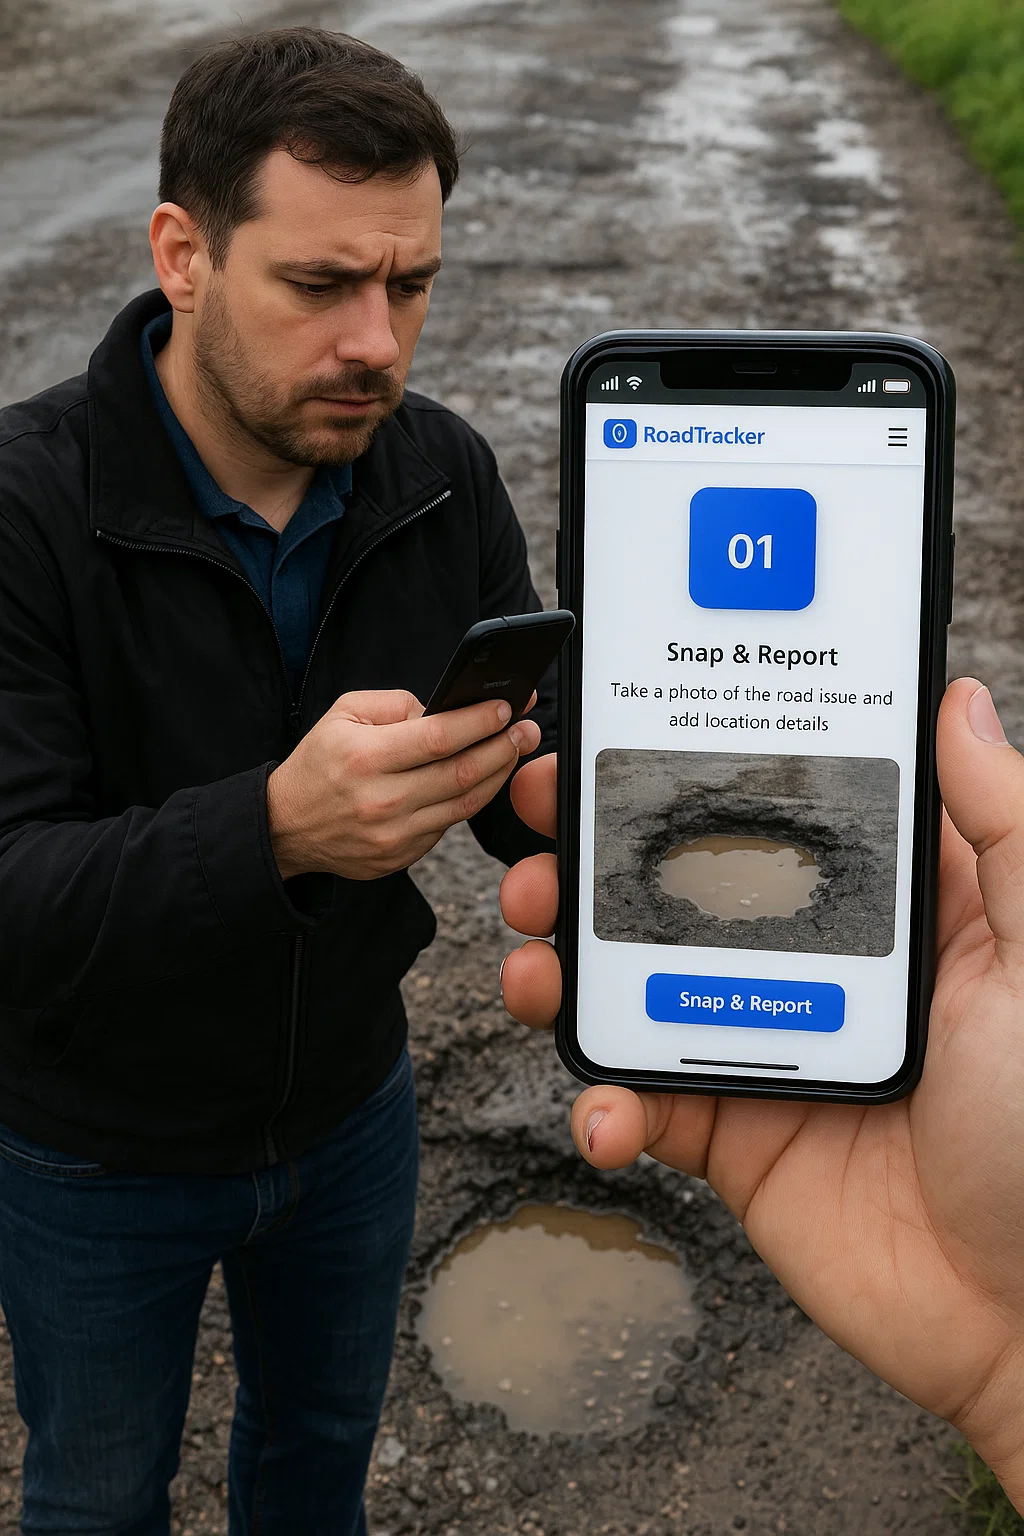 RoadTracker
01
Snap & Report
Take a photo of the road issue and
add location details
Snap & Report